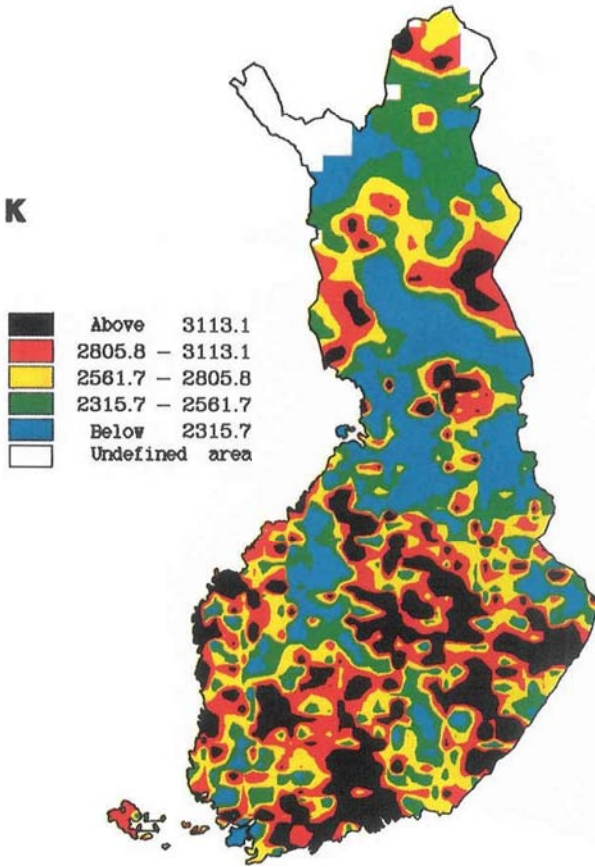 K
Above 3113.1
2805.8 – 3113.1
2561.7 – 2805.8
2315.7 – 2561.7
Below 2315.7
Undefined area